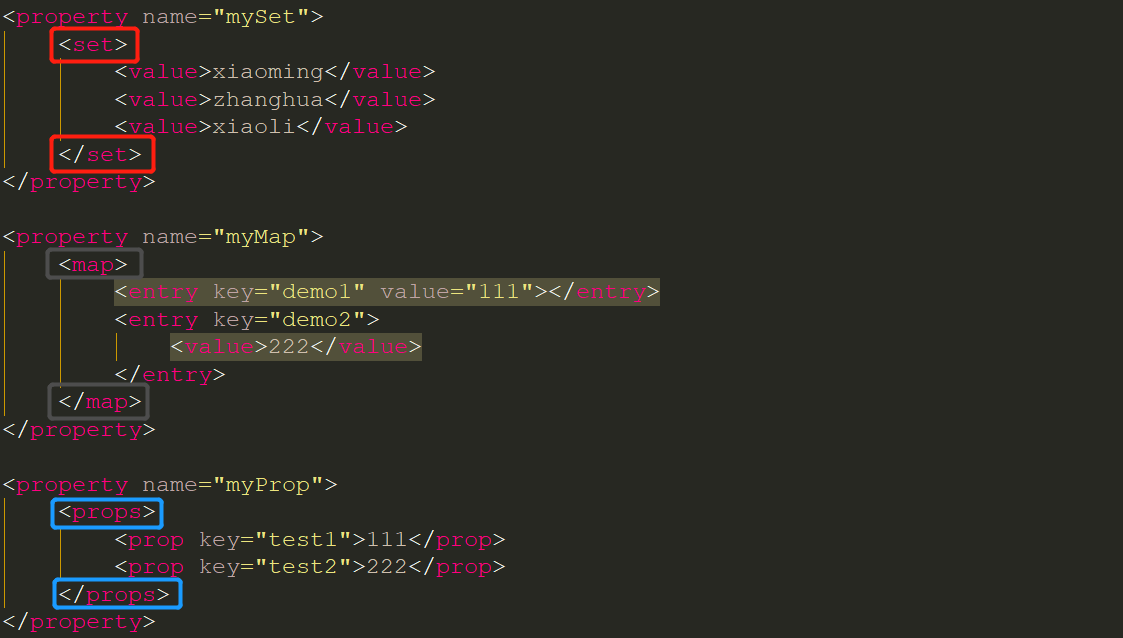 <property name="mySet">
<set>
<value>xiaoming</value>
<value>zhanghua</value>
<value>xiaoli</value>
</set>
</property>
<property name="myMap">
<map>
<entry key="demo1" value="111"></entry>
<entry key="demo2">
<value>222</value>
</entry>
</map>
</property>
<property name="myProp">
<props>
<prop key="test1">111</prop>
<prop key="test2">222</prop>
</props>
</property>